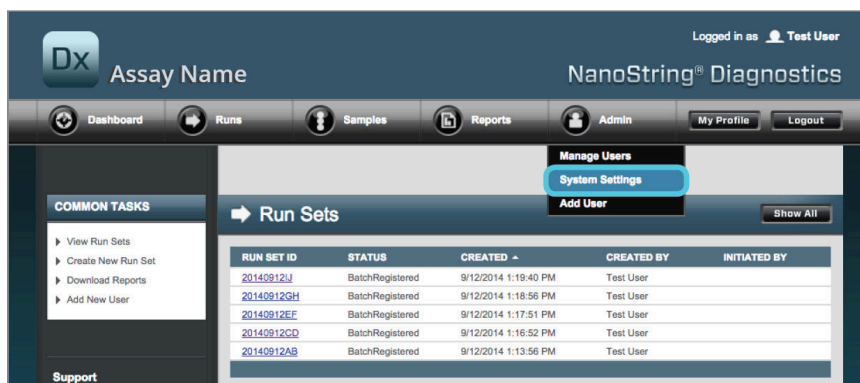 Logged in as Test User
Dx Assay Name
NanoString® Diagnostics
Dashboard Runs Samples Reports Admin My Profile Logout
Manage Users
System Settings
Add User
COMMON TASKS
View Run Sets
Create New Run Set
Download Reports
Add New User
Support
Run Sets
Show All
RUN SET ID STATUS CREATED CREATED BY INITIATED BY
20140912IJ BatchRegistered 9/12/2014 1:19:40 PM Test User
20140912GH BatchRegistered 9/12/2014 1:18:56 PM Test User
20140912EF BatchRegistered 9/12/2014 1:17:51 PM Test User
20140912CD BatchRegistered 9/12/2014 1:16:52 PM Test User
20140912AB BatchRegistered 9/12/2014 1:13:56 PM Test User